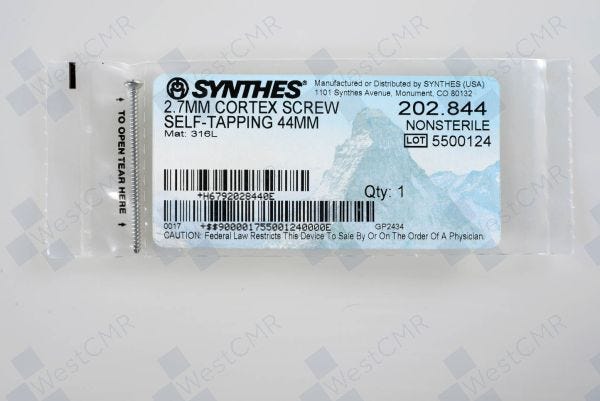 SYNTHES®
Manufactured or Distributed by SYNTHES (USA)
1101 Synthes Avenue, Monument, CO 80132
2.7MM CORTEX SCREW
SELF-TAPPING 44MM
Mat: 316L
202.844
NONSTERILE
LOT 5500124
*H6792028440E
Qty: 1
0017 *$$9000017550012400​00E GP2434
CAUTION: Federal Law Restricts This Device To Sale By Or On The Order Of A Physician.
TO OPEN TEAR HERE
WestCMR